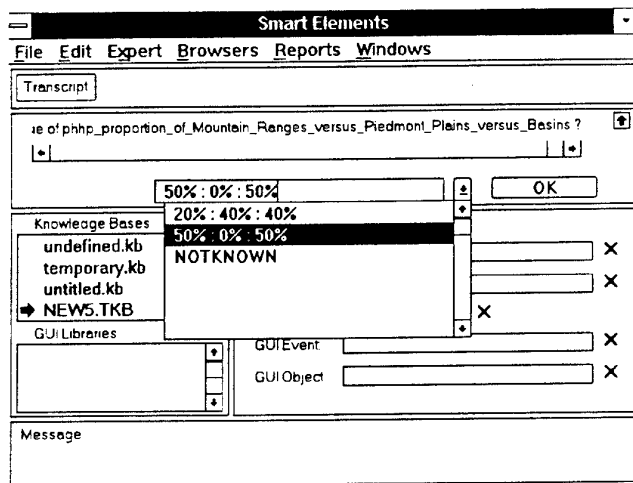 Smart Elements
File Edit Expert Browsers Reports Windows
Transcript
ue of phhp_proportion_of_Mountain_Ranges_versus_Piedmont_Plains_versus_Basins ?
50% : 0% : 50%
OK
20% : 40% : 40%
50% : 0% : 50%
NOTKNOWN
Knowledge Bases
undefined.kb
temporary.kb
untitled.kb
NEW5.TKB
GUI Libraries
GUI Event
GUI Object
Message